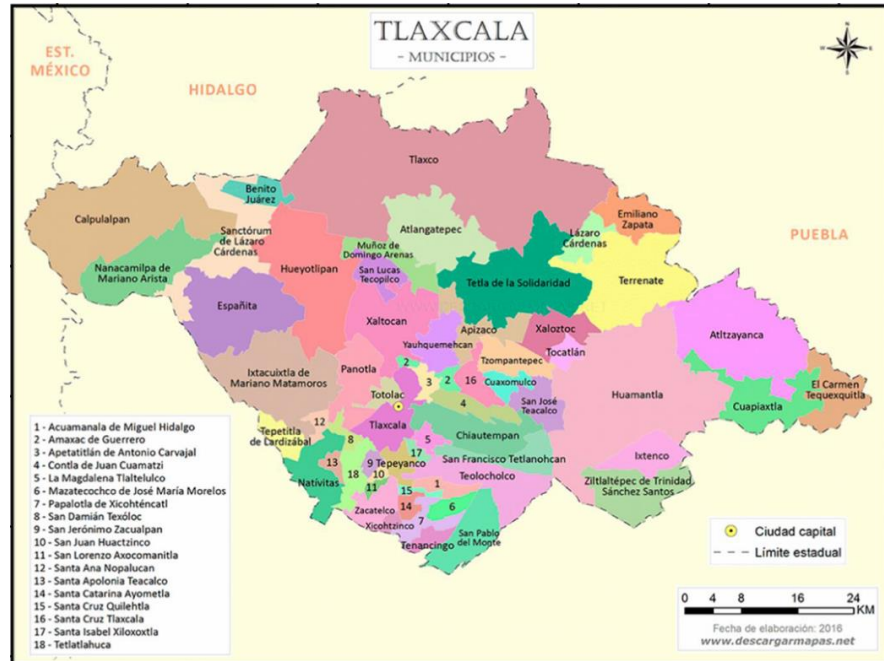 TLAXCALA
- MUNICIPIOS -
EST.
MÉXICO
HIDALGO
PUEBLA
Tlaxco
Benito
Juárez
Calpulalpan
Sanctórum
de Lázaro
Cárdenas
Nanacamilpa de
Mariano Arista
Hueyotlipan
Atlangatepec
Muñoz de
Domingo Arenas
San Lucas
Tecopilco
Lázaro
Cárdenas
Emiliano
Zapata
Tetla de la Solidaridad
Terrenate
Españita
Xaltocan
Apizaco
Xaloztoc
Atltzayanca
Yauhquemehcan
Tocatlán
Tzompantepec
Ixtacuixtla de
Mariano Matamoros
Panotla
2
3
2
16
Cuaxomulco
Huamantla
El Carmen
Tequexquitla
Totolac
4
San José
Teacalco
Cuapiaxtla
Tepetitla
de Lardizábal
12
Tlaxcala
8
5
Chiautempan
Ixtenco
17
San Francisco Tetlanohcan
13
18
9
Tepeyanco
10
Teolocholco
Natívitas
11
15
1
Ziltlaltépec de Trinidad
Sánchez Santos
Zacatelco
14
6
Xicohtzinco
7
San Pablo
del Monte
Tenancingo
1 - Acuamanala de Miguel Hidalgo
2 - Amaxac de Guerrero
3 - Apetatitlán de Antonio Carvajal
4 - Contla de Juan Cuamatzi
5 - La Magdalena Tlaltelulco
6 - Mazatecochco de José María Morelos
7 - Papalotla de Xicohténcatl
8 - San Damián Texóloc
9 - San Jerónimo Zacualpan
10 - San Juan Huactzinco
11 - San Lorenzo Axocomanitla
12 - Santa Ana Nopalucan
13 - Santa Apolonia Teacalco
14 - Santa Catarina Ayometla
15 - Santa Cruz Quilehtla
16 - Santa Cruz Tlaxcala
17 - Santa Isabel Xiloxoxtla
18 - Tetlatlahuca
Ciudad capital
Límite estadual
0 4 8 16 24
KM
Fecha de elaboración: 2016
www.descargarmapas.net